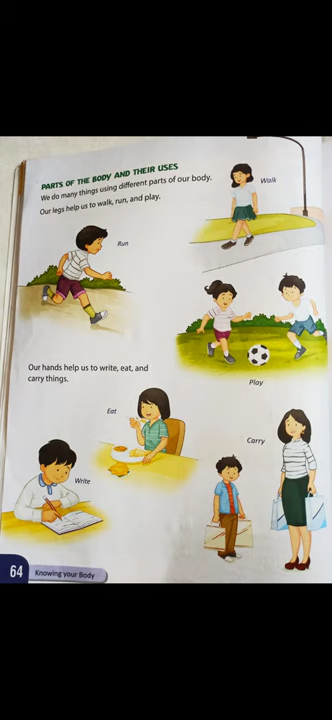 PARTS OF THE BODY AND THEIR USES
We do many things using different parts of our body.
Our legs help us to walk, run, and play.
Walk
Run
Play
Our hands help us to write, eat, and
carry things.
Eat
Carry
Write
64 Knowing your Body